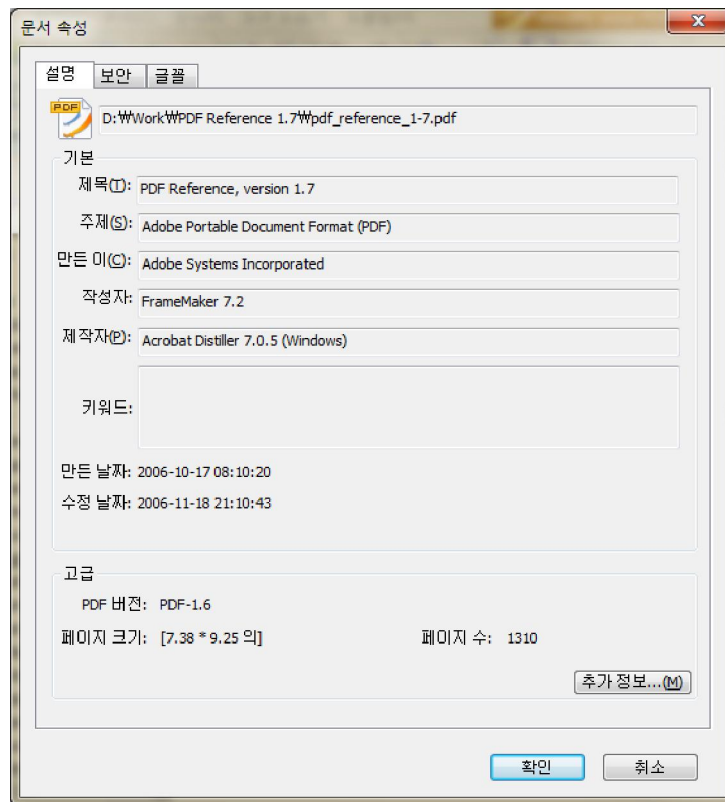 문서 속성
설명 보안 글꼴
PDF D:₩Work₩PDF Reference 1.7₩pdf_reference_1-7.pdf
기본
제목(T): PDF Reference, version 1.7
주제(S): Adobe Portable Document Format (PDF)
만든 이(C): Adobe Systems Incorporated
작성자: FrameMaker 7.2
제작자(P): Acrobat Distiller 7.0.5 (Windows)
키워드:
만든 날짜: 2006-10-17 08:10:20
수정 날짜: 2006-11-18 21:10:43
고급
PDF 버전: PDF-1.6
페이지 크기: [7.38 * 9.25 의] 페이지 수: 1310
추가 정보...(M)
확인 취소